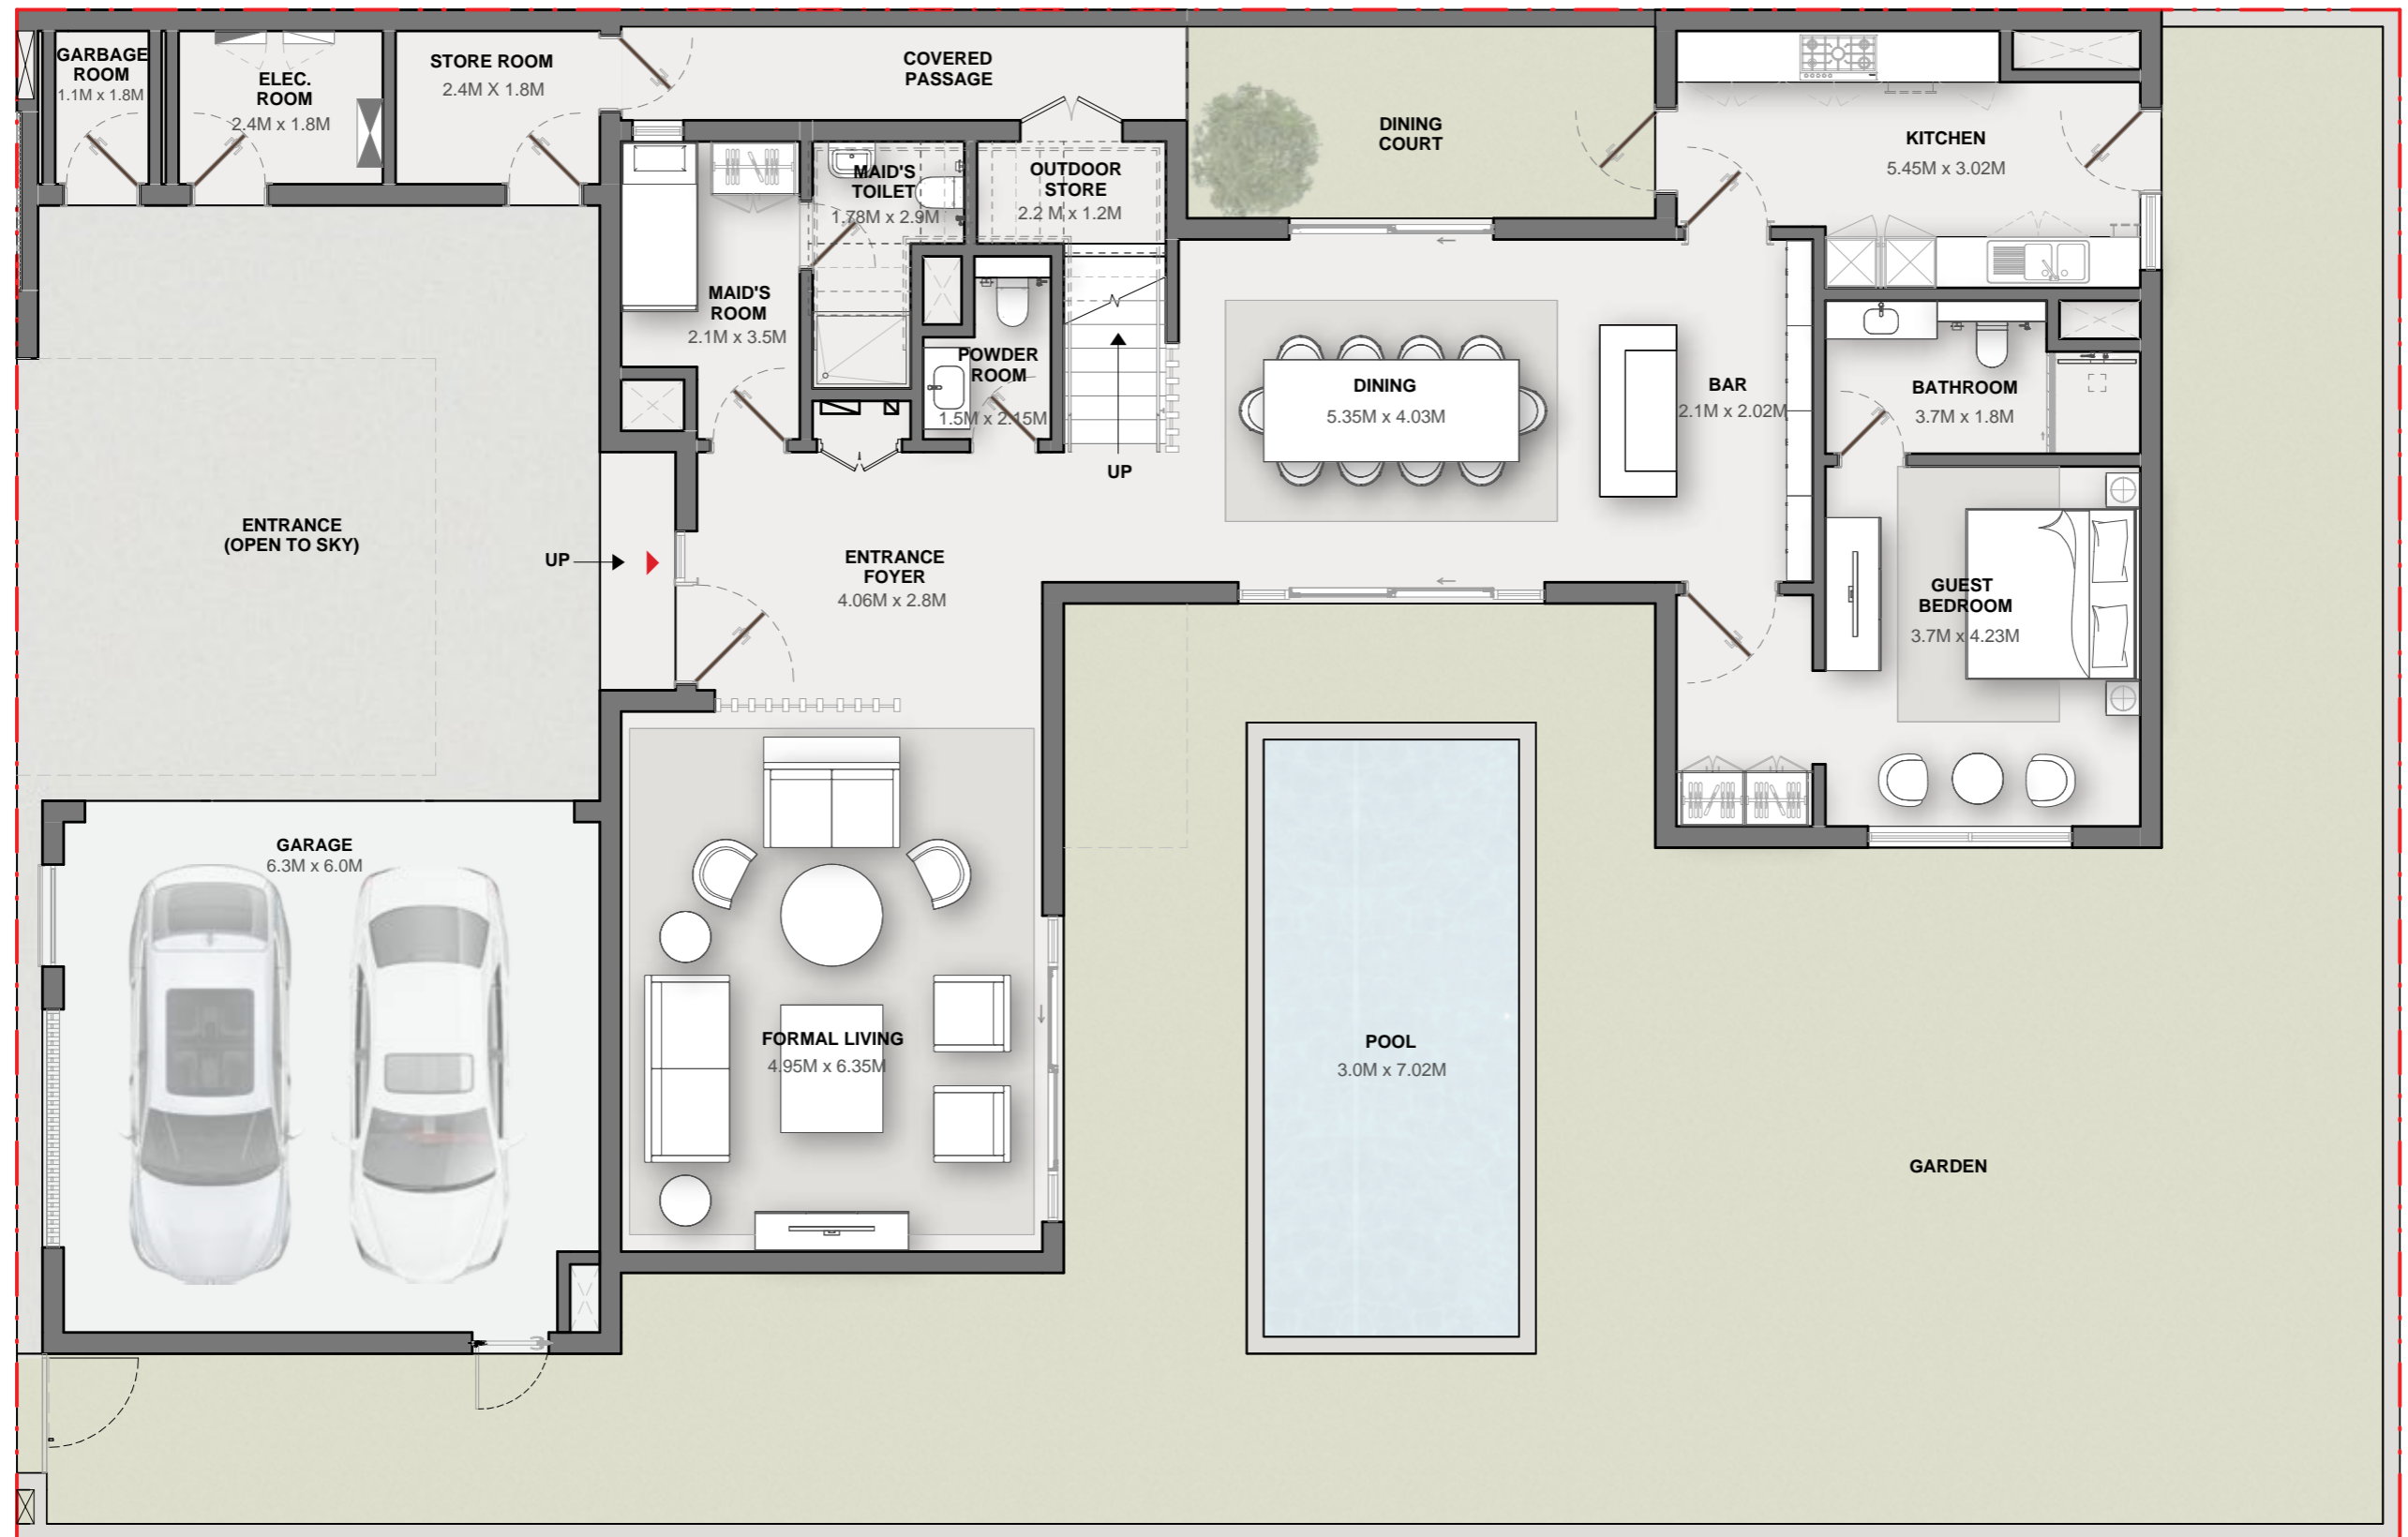 GARBAGE
ROOM
1.1M x 1.8M
ELEC.
ROOM
2.4M x 1.8M
STORE ROOM
2.4M X 1.8M
COVERED
PASSAGE
DINING
COURT
KITCHEN
5.45M x 3.02M
MAID'S
TOILET
1.78M x 2.9M
OUTDOOR
STORE
2.2 M x 1.2M
MAID'S
ROOM
2.1M x 3.5M
POWDER
ROOM
1.5M x 2.15M
UP
DINING
5.35M x 4.03M
BAR
2.1M x 2.02M
BATHROOM
3.7M x 1.8M
ENTRANCE
(OPEN TO SKY)
UP
ENTRANCE
FOYER
4.06M x 2.8M
GUEST
BEDROOM
3.7M x 4.23M
GARAGE
6.3M x 6.0M
FORMAL LIVING
4.95M x 6.35M
POOL
3.0M x 7.02M
GARDEN